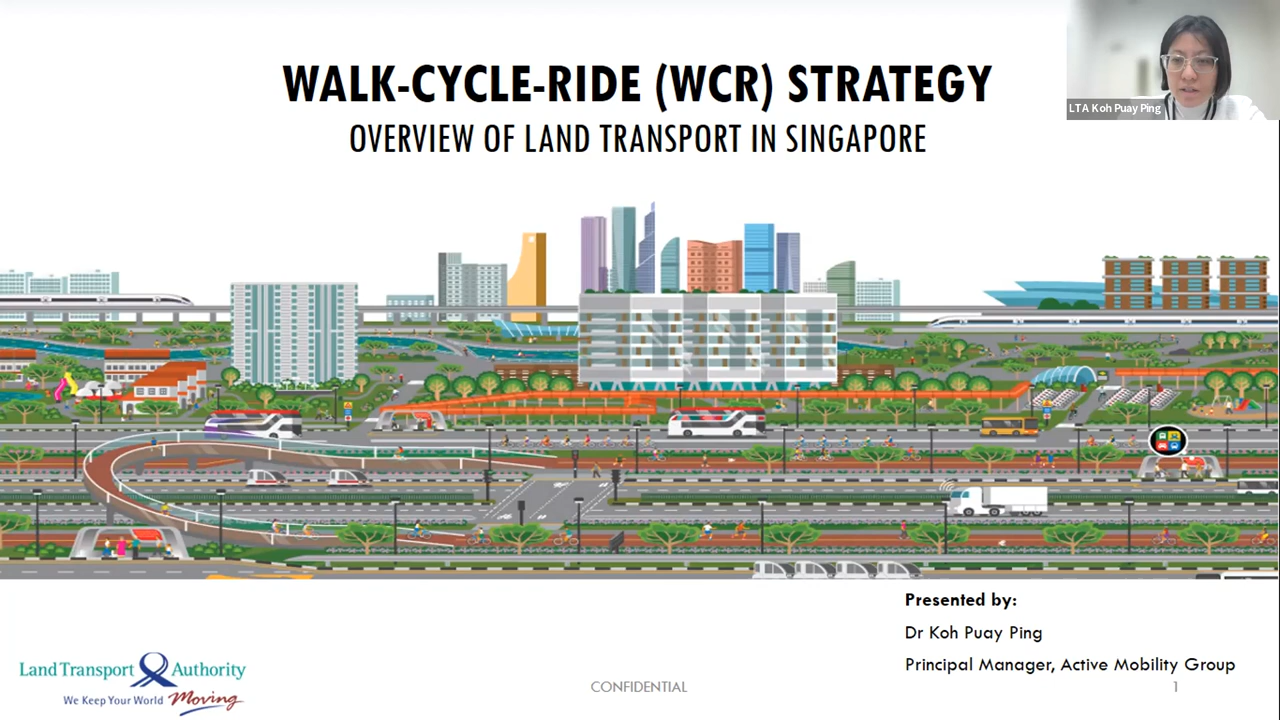 WALK-CYCLE-RIDE (WCR) STRATEGY
OVERVIEW OF LAND TRANSPORT IN SINGAPORE
LTA Koh Puay Ping
Presented by:
Dr Koh Puay Ping
Principal Manager, Active Mobility Group
Land Transport Authority
We Keep Your World Moving
CONFIDENTIAL
1